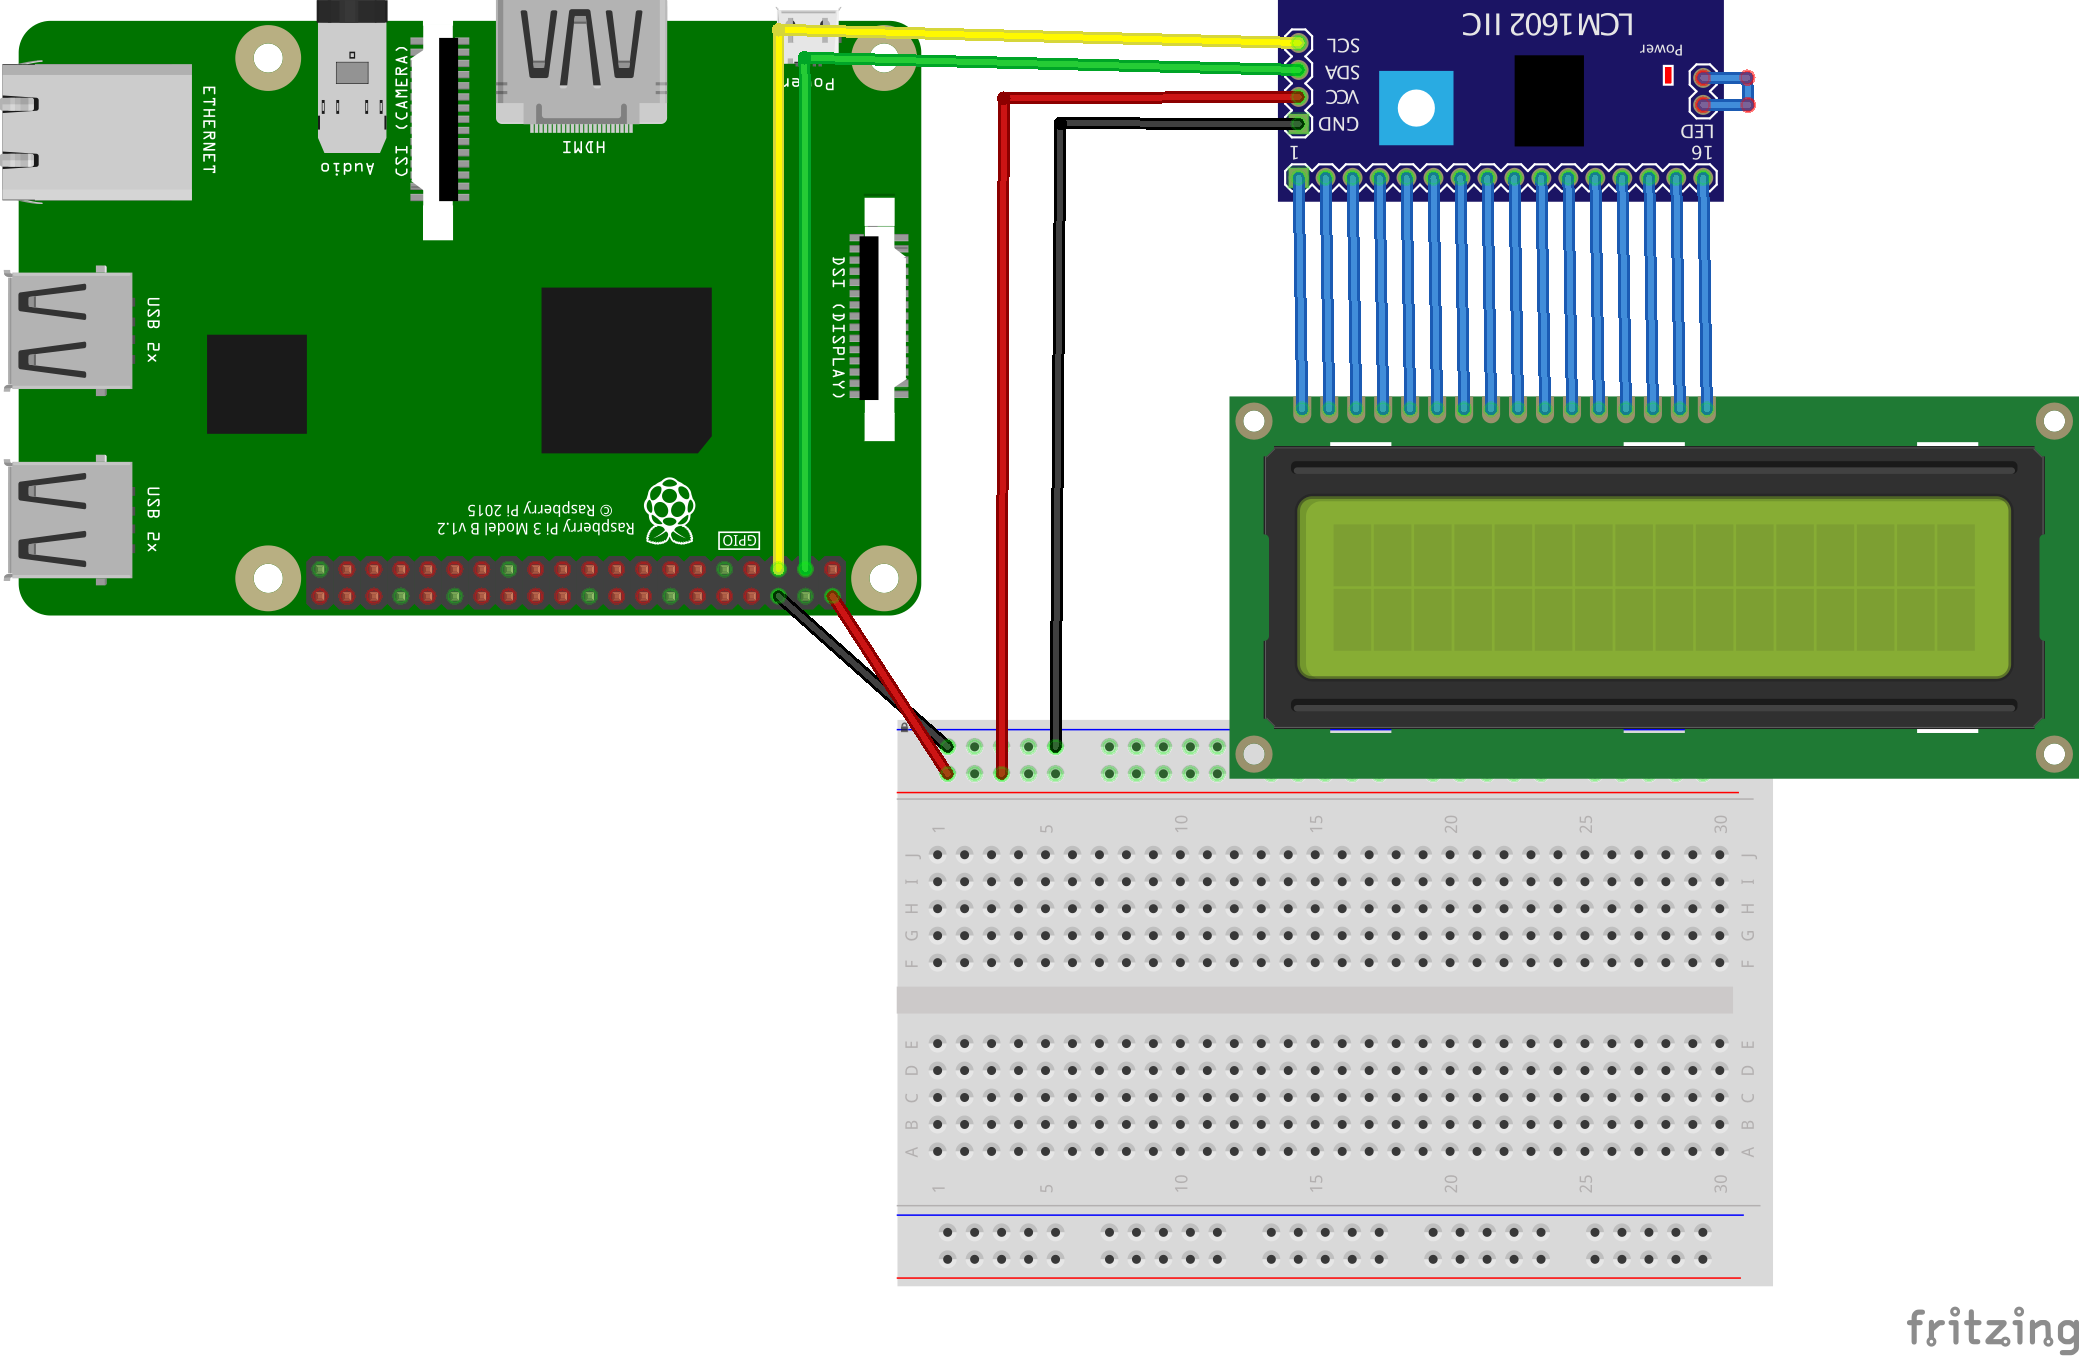 ETHERNET
Audio
CSI (CAMERA)
HDMI
Power
DSI (DISPLAY)
USB 2x
USB 2x
© Raspberry Pi 2015
Raspberry Pi 3 Model B v1.2
GPIO
LCM1602 IIC
SCL
SDA
VCC
GND
Power
LED
1
16
1 5 10 15 20 25 30
J J
I I
H H
G G
F F
E E
D D
C C
B B
A A
1 5 10 15 20 25 30
fritzing